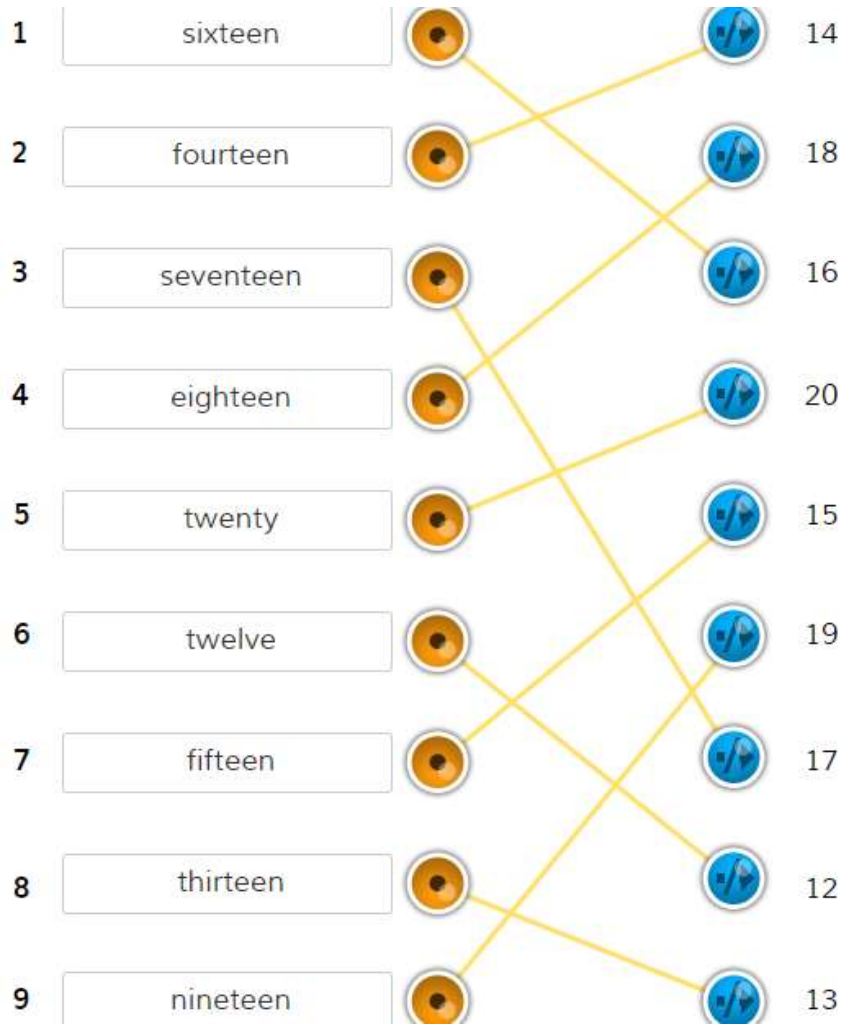 1 sixteen 14
2 fourteen 18
3 seventeen 16
4 eighteen 20
5 twenty 15
6 twelve 19
7 fifteen 17
8 thirteen 12
9 nineteen 13